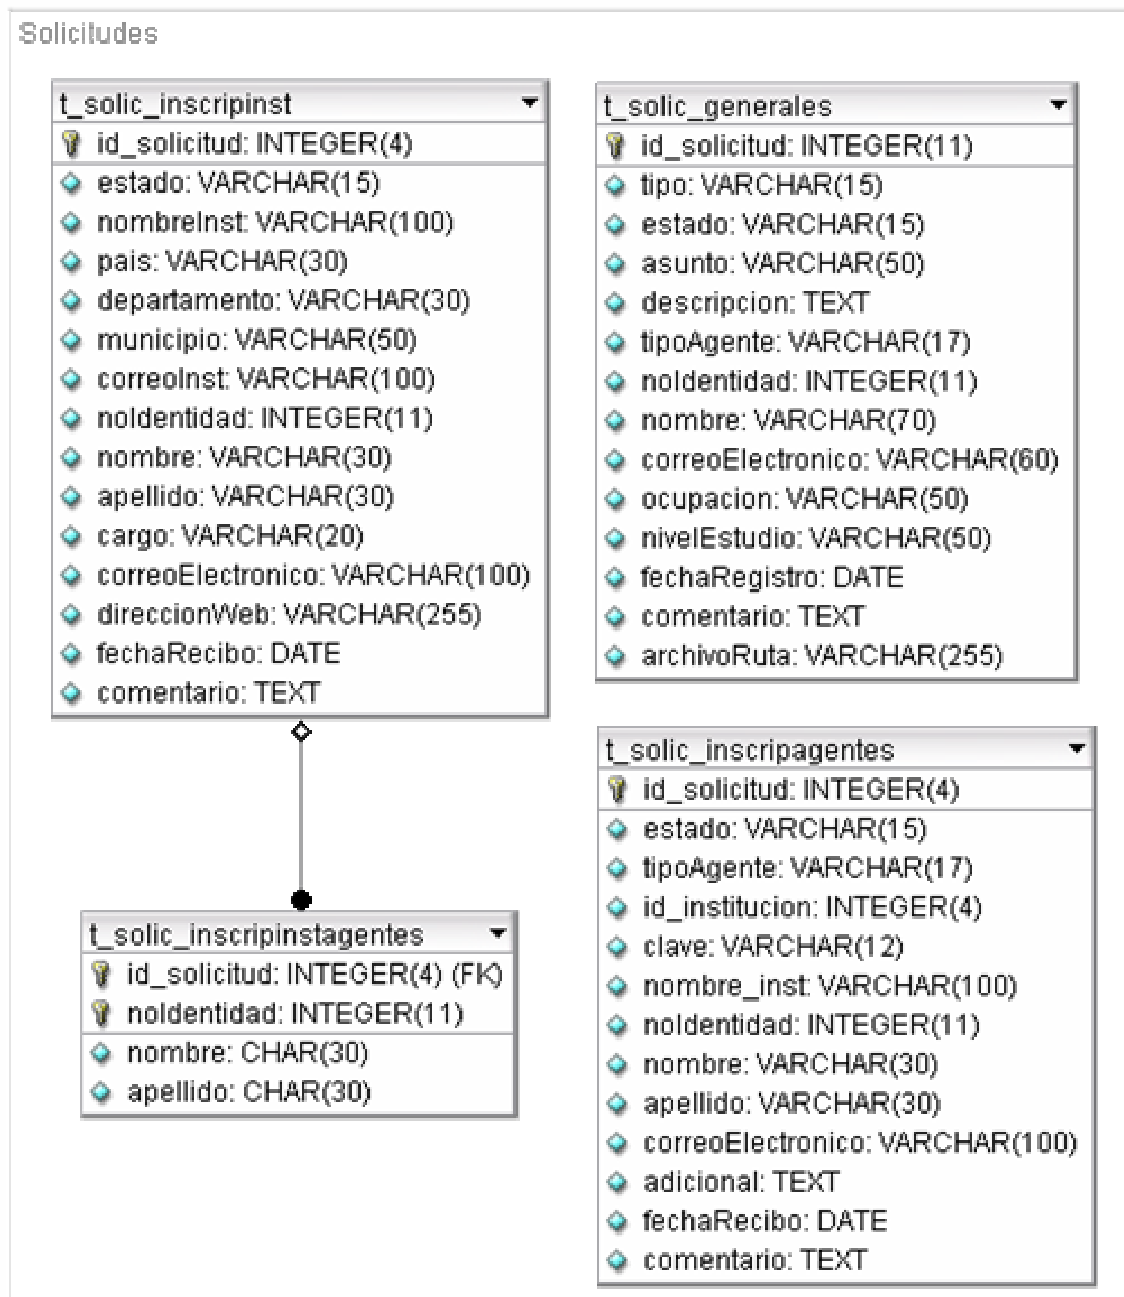 Solicitudes
t_solic_inscripinst
id_solicitud: INTEGER(4)
estado: VARCHAR(15)
nombreInst: VARCHAR(100)
pais: VARCHAR(30)
departamento: VARCHAR(30)
municipio: VARCHAR(50)
correoInst: VARCHAR(100)
noIdentidad: INTEGER(11)
nombre: VARCHAR(30)
apellido: VARCHAR(30)
cargo: VARCHAR(20)
correoElectronico: VARCHAR(100)
direccionWeb: VARCHAR(255)
fechaRecibo: DATE
comentario: TEXT
t_solic_inscripinstagentes
id_solicitud: INTEGER(4) (FK)
noIdentidad: INTEGER(11)
nombre: CHAR(30)
apellido: CHAR(30)
t_solic_generales
id_solicitud: INTEGER(11)
tipo: VARCHAR(15)
estado: VARCHAR(15)
asunto: VARCHAR(50)
descripcion: TEXT
tipoAgente: VARCHAR(17)
noIdentidad: INTEGER(11)
nombre: VARCHAR(70)
correoElectronico: VARCHAR(60)
ocupacion: VARCHAR(50)
nivelEstudio: VARCHAR(50)
fechaRegistro: DATE
comentario: TEXT
archivoRuta: VARCHAR(255)
t_solic_inscripagentes
id_solicitud: INTEGER(4)
estado: VARCHAR(15)
tipoAgente: VARCHAR(17)
id_institucion: INTEGER(4)
clave: VARCHAR(12)
nombre_inst: VARCHAR(100)
noIdentidad: INTEGER(11)
nombre: VARCHAR(30)
apellido: VARCHAR(30)
correoElectronico: VARCHAR(100)
adicional: TEXT
fechaRecibo: DATE
comentario: TEXT